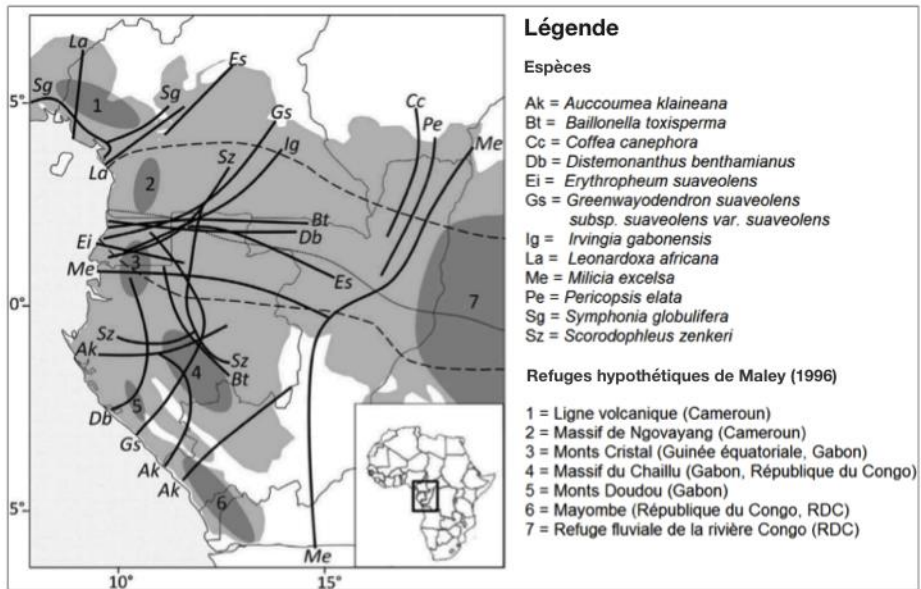 La
Es
Sg
Sg
1
5°
Gs
Cc
Pe
Ig
Me
Sz
La
2
Bt
Db
Ei
3
Es
Me
7
0°
Sz
Ak
4
Sz
Bt
5
Db
Gs
Ak
Ak
6
5°
Me
10°
15°
Légende
Espèces
Ak = Auccoumea klaineana
Bt = Baillonella toxisperma
Cc = Coffea canephora
Db = Distemonanthus benthamianus
Ei = Erythropheum suaveolens
Gs = Greenwayodendron suaveolens
subsp. suaveolens var. suaveolens
Ig = Irvingia gabonensis
La = Leonardoxa africana
Me = Milicia excelsa
Pe = Pericopsis elata
Sg = Symphonia globulifera
Sz = Scorodophleus zenkeri
Refuges hypothétiques de Maley (1996)
1 = Ligne volcanique (Cameroun)
2 = Massif de Ngovayang (Cameroun)
3 = Monts Cristal (Guinée équatoriale, Gabon)
4 = Massif du Chaillu (Gabon, République du Congo)
5 = Monts Doudou (Gabon)
6 = Mayombe (République du Congo, RDC)
7 = Refuge fluviale de la rivière Congo (RDC)